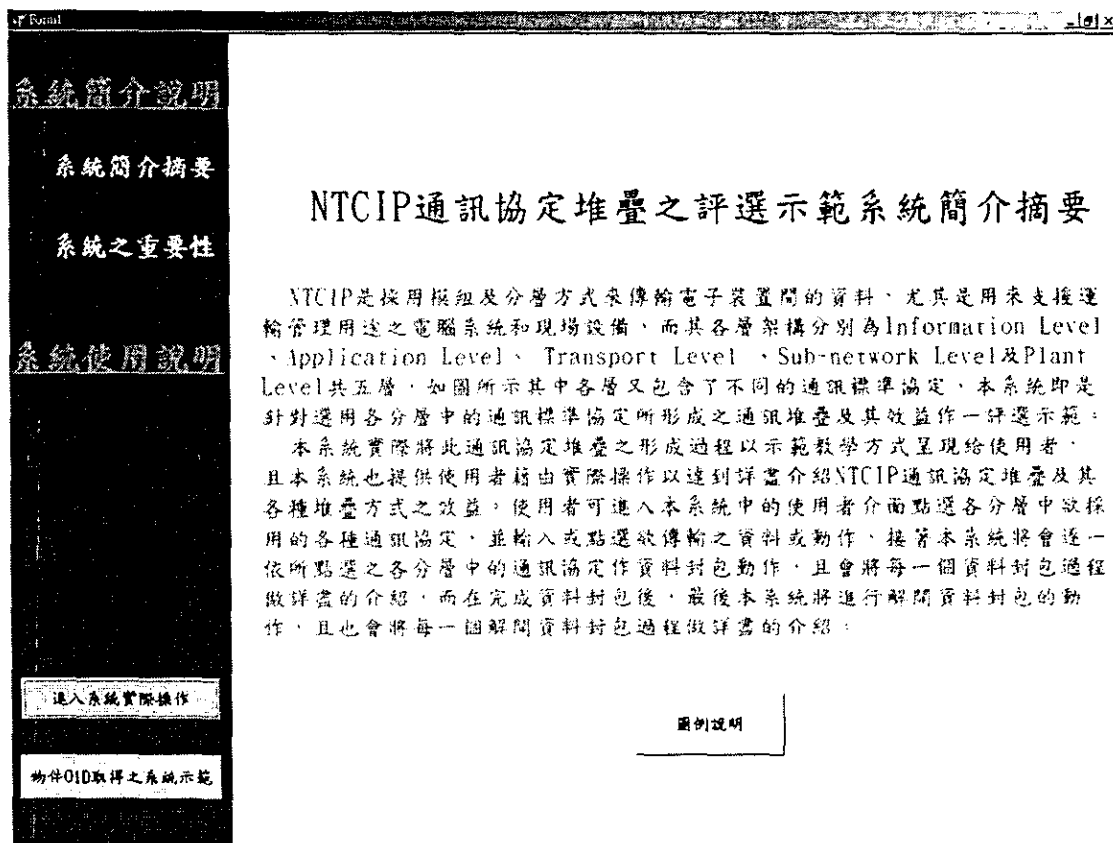 Form1
系統簡介說明
系統簡介摘要
系統之重要性
系統使用說明
進入系統實際操作
物件OID取得之系統示範
NTCIP通訊協定堆疊之評選示範系統簡介摘要
NTCIP是採用模組及分層方式來傳輸電子裝置間的資料，尤其是用來支援運
輸管理用途之電腦系統和現場設備，而其各層架構分別為Information Level
、Application Level、 Transport Level 、Sub-network Level及Plant
Level共五層，如圖所示其中各層又包含了不同的通訊標準協定，本系統即是
針對選用各分層中的通訊標準協定所形成之通訊堆疊及其效益作一評選示範。
本系統實際將此通訊協定堆疊之形成過程以示範教學方式呈現給使用者，
且本系統也提供使用者藉由實際操作以達到詳盡介紹NTCIP通訊協定堆疊及其
各種堆疊方式之效益，使用者可進入本系統中的使用者介面點選各分層中欲採
用的各種通訊協定，並輸入或點選欲傳輸之資料或動作，接著本系統將會逐一
依所點選之各分層中的通訊協定作資料封包動作，且會將每一個資料封包過程
做詳盡的介紹，而在完成資料封包後，最後本系統將進行解開資料封包的動
作，且也會將每一個解開資料封包過程做詳盡的介紹。
圖例說明